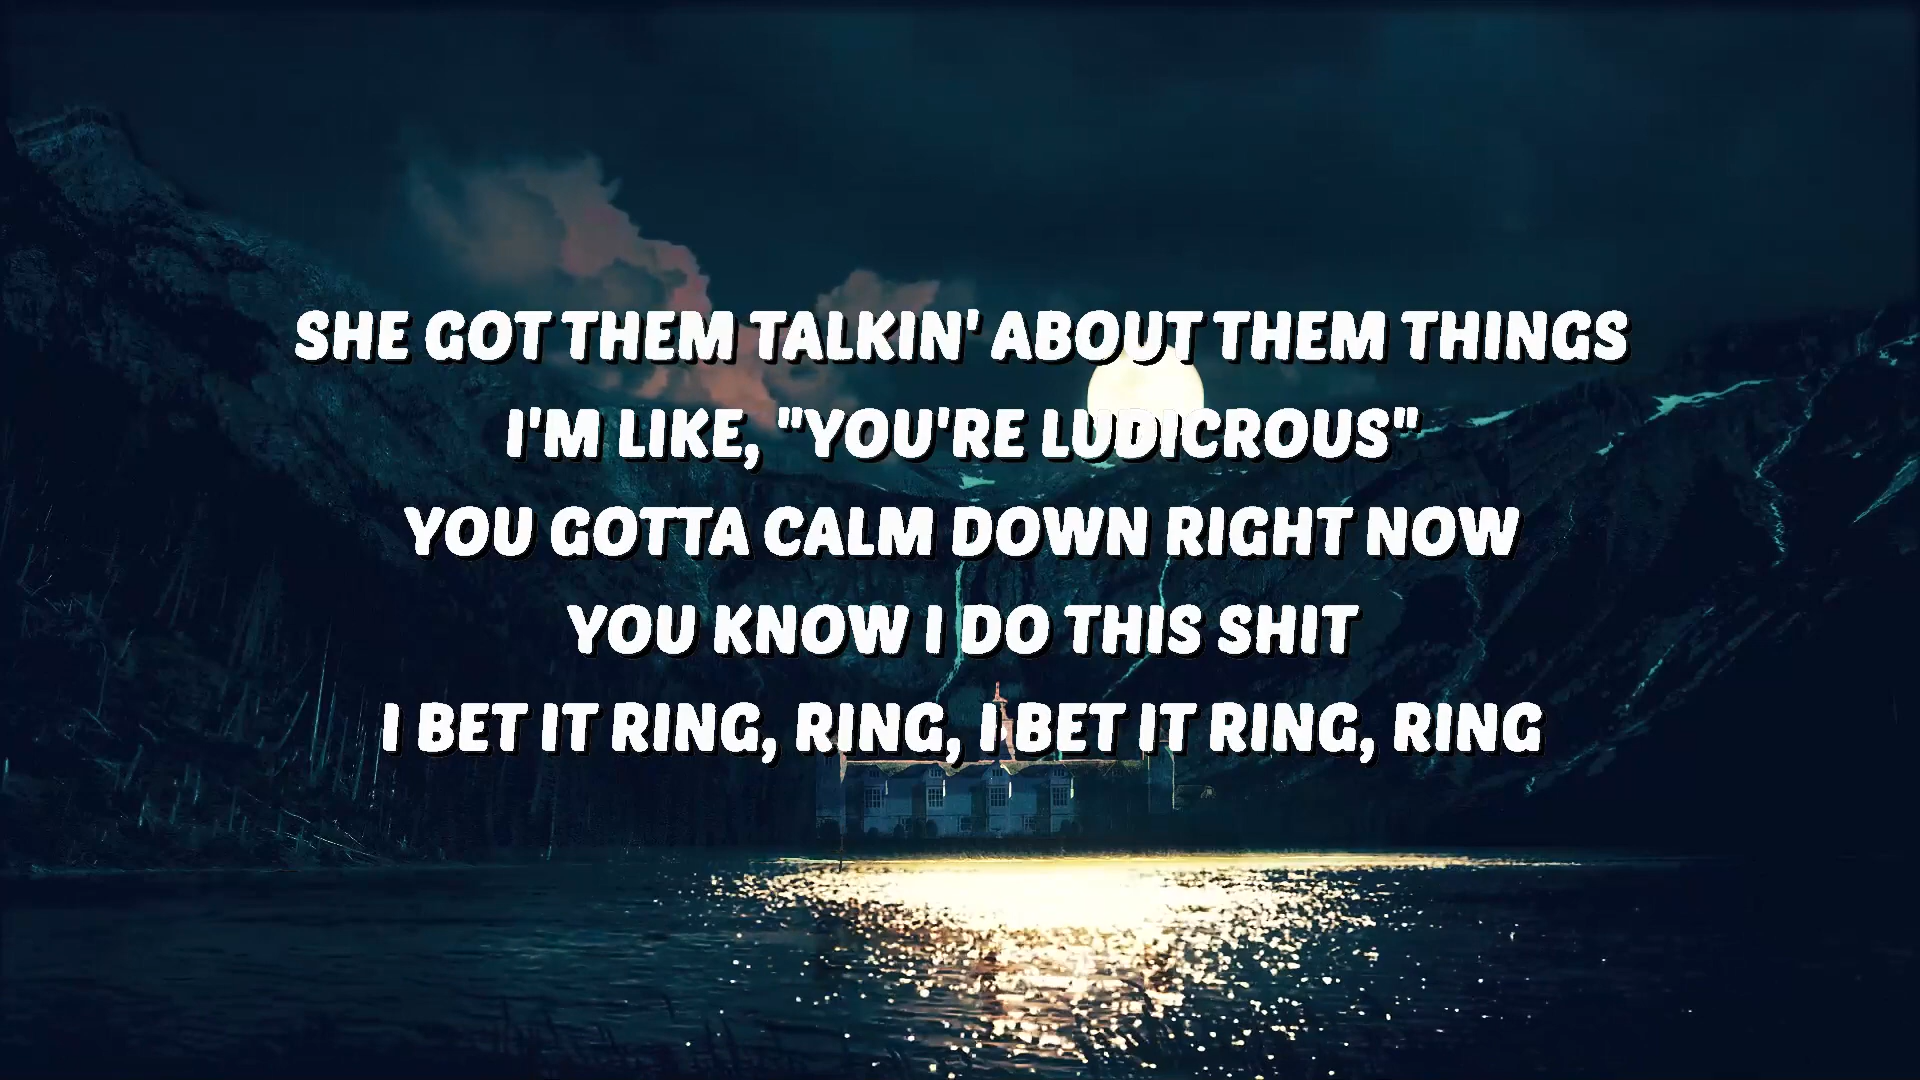 SHE GOT THEM TALKIN' ABOUT THEM THINGS
I'M LIKE, "YOU'RE LUDICROUS"
YOU GOTTA CALM DOWN RIGHT NOW
YOU KNOW I DO THIS SHIT
I BET IT RING, RING, I BET IT RING, RING